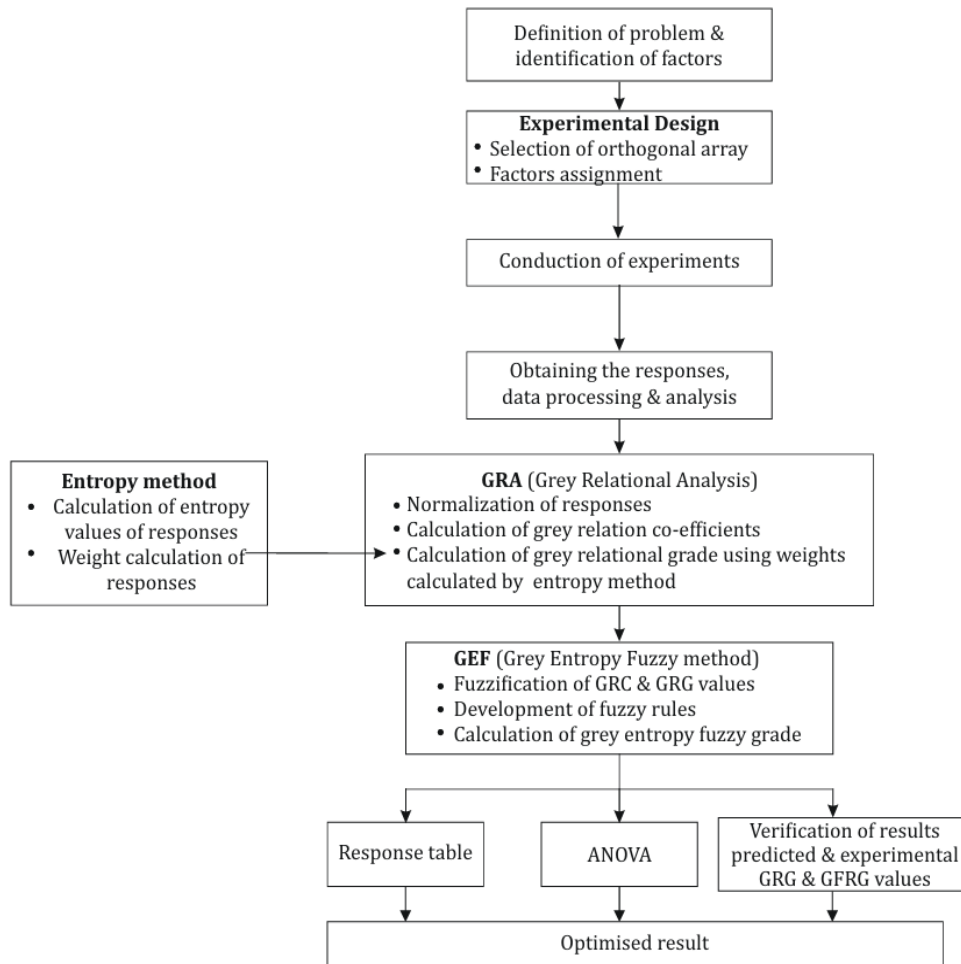 Definition of problem &
identification of factors
Experimental Design
• Selection of orthogonal array
• Factors assignment
Conduction of experiments
Obtaining the responses,
data processing & analysis
Entropy method
• Calculation of entropy
values of responses
• Weight calculation of
responses
GRA (Grey Relational Analysis)
• Normalization of responses
• Calculation of grey relation co-efficients
• Calculation of grey relational grade using weights
calculated by entropy method
GEF (Grey Entropy Fuzzy method)
• Fuzzification of GRC & GRG values
• Development of fuzzy rules
• Calculation of grey entropy fuzzy grade
Response table
ANOVA
Verification of results
predicted & experimental
GRG & GFRG values
Optimised result